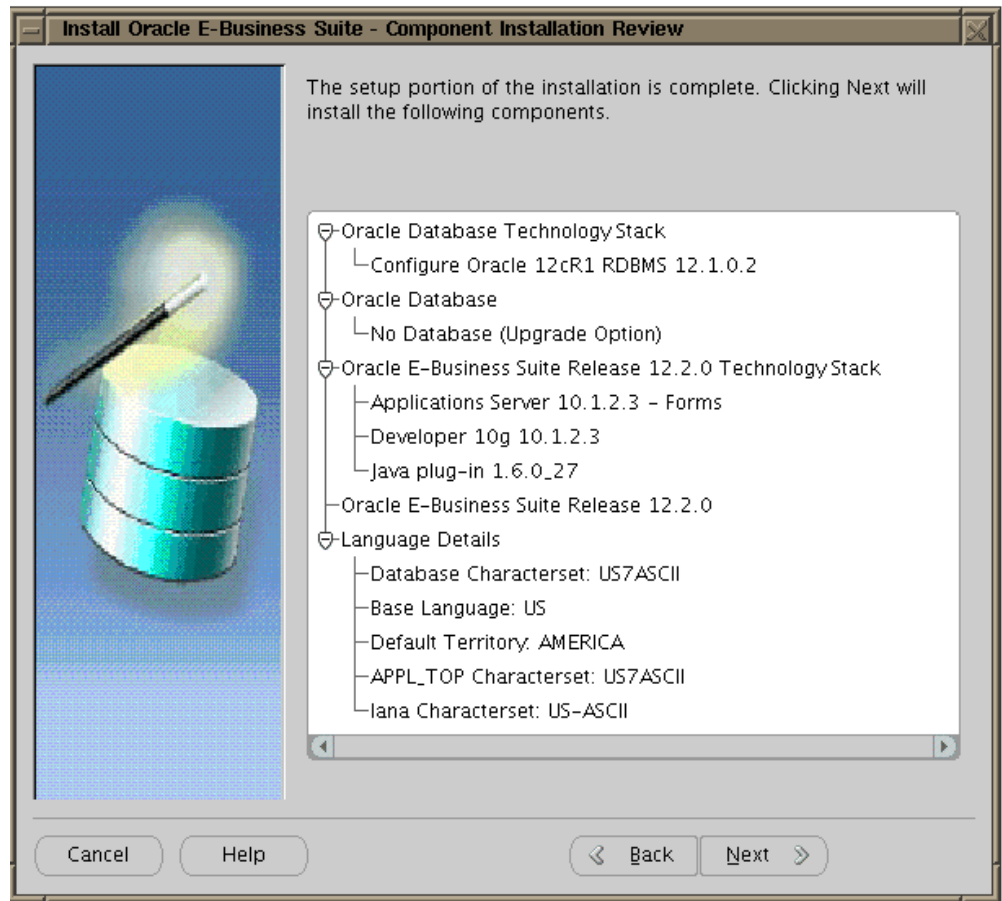 Install Oracle E-Business Suite - Component Installation Review
The setup portion of the installation is complete. Clicking Next will
install the following components.
Oracle Database Technology Stack
Configure Oracle 12cR1 RDBMS 12.1.0.2
Oracle Database
No Database (Upgrade Option)
Oracle E-Business Suite Release 12.2.0 Technology Stack
Applications Server 10.1.2.3 - Forms
Developer 10g 10.1.2.3
Java plug-in 1.6.0_27
Oracle E-Business Suite Release 12.2.0
Language Details
Database Characterset: US7ASCII
Base Language: US
Default Territory: AMERICA
APPL_TOP Characterset: US7ASCII
Iana Characterset: US-ASCII
Cancel Help Back Next